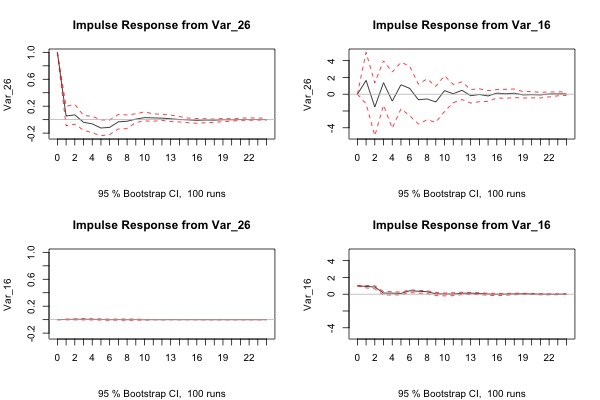 Impulse Response from Var_26
Var_26
1.0
0.6
0.2
-0.2
0 2 4 6 8 10 13 16 19 22
95 % Bootstrap CI,  100 runs
Impulse Response from Var_16
Var_26
4
2
0
-4
0 2 4 6 8 10 13 16 19 22
95 % Bootstrap CI,  100 runs
Impulse Response from Var_26
Var_16
1.0
0.6
0.2
-0.2
0 2 4 6 8 10 13 16 19 22
95 % Bootstrap CI,  100 runs
Impulse Response from Var_16
Var_16
4
2
0
-4
0 2 4 6 8 10 13 16 19 22
95 % Bootstrap CI,  100 runs